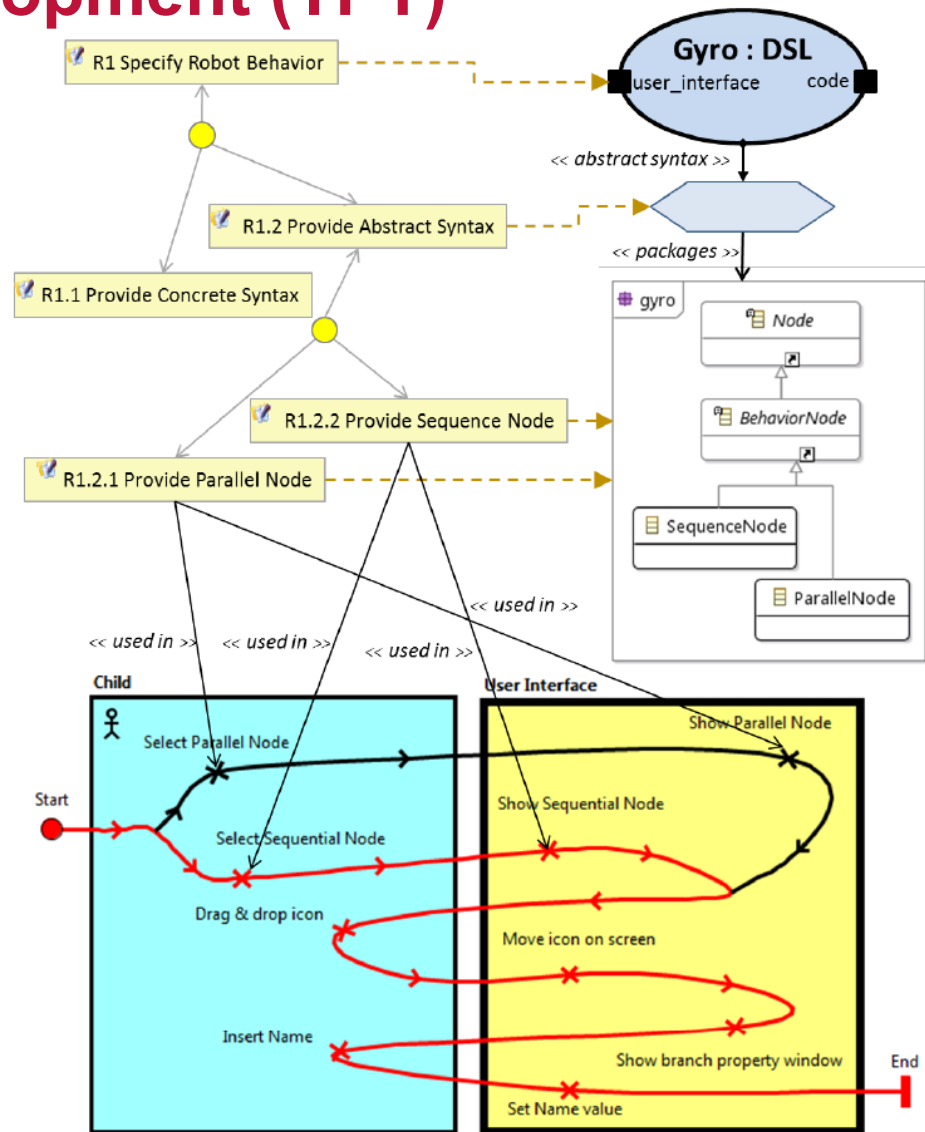 opment (TPT)
R1 Specify Robot Behavior
Gyro : DSL
user_interface
code
<< abstract syntax >>
R1.2 Provide Abstract Syntax
<< packages >>
R1.1 Provide Concrete Syntax
gyro
Node
BehaviorNode
R1.2.2 Provide Sequence Node
R1.2.1 Provide Parallel Node
SequenceNode
ParallelNode
<< used in >>
<< used in >>
<< used in >>
<< used in >>
Child
User Interface
Show Parallel Node
Select Parallel Node
Start
Show Sequential Node
Select Sequential Node
Drag & drop icon
Move icon on screen
Insert Name
Show branch property window
End
Set Name value